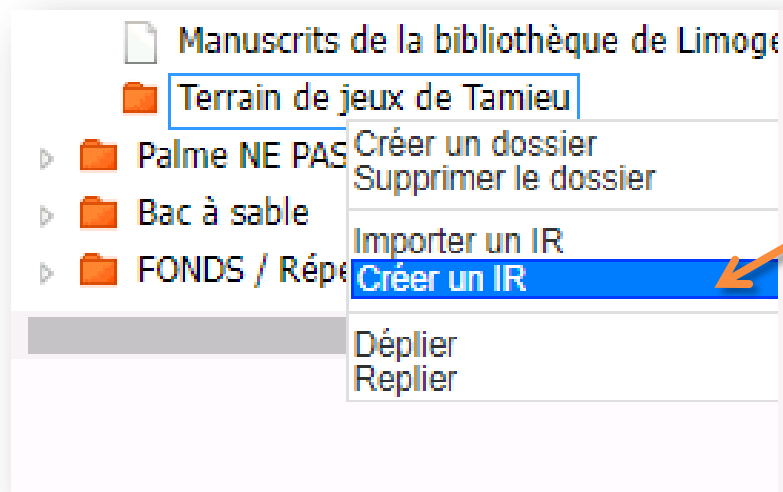 Manuscrits de la bibliothèque de Limoge
Terrain de jeux de Tamieu
Palme NE PAS
Bac à sable
FONDS / Répe
Créer un dossier
Supprimer le dossier
Importer un IR
Créer un IR
Déplier
Replier